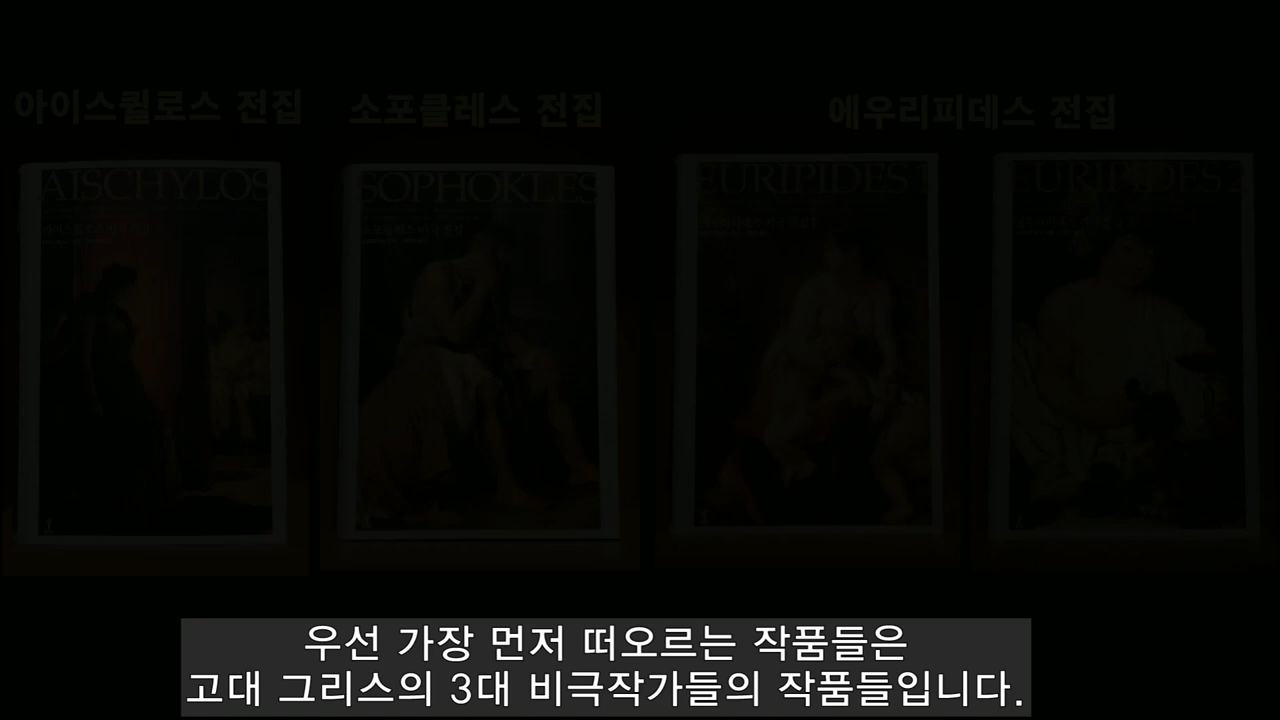 아이스퀼로스 전집
소포클레스 전집
에우리피데스 전집
AISCHYLOS
SOPHOKLES
EURIPIDES
EURIPIDES 2
우선 가장 먼저 떠오르는 작품들은
고대 그리스의 3대 비극작가들의 작품들입니다.